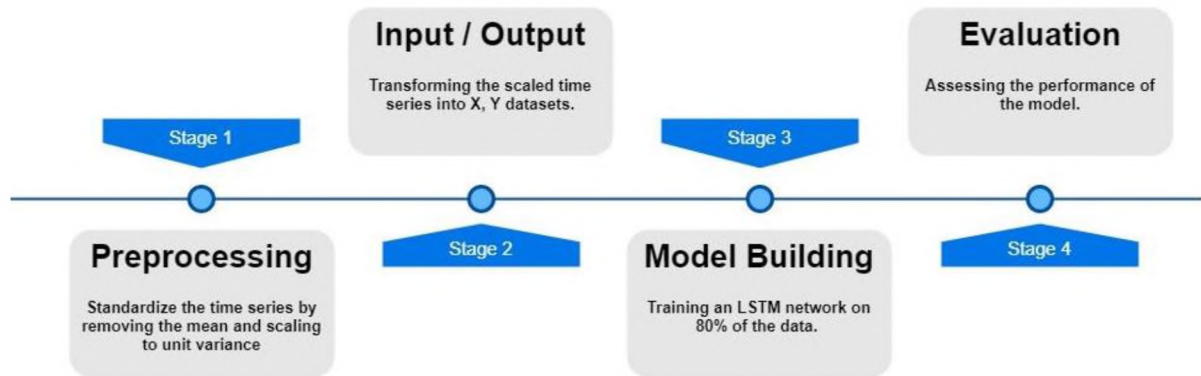 Stage 1
Preprocessing
Standardize the time series by
removing the mean and scaling
to unit variance
Input / Output
Transforming the scaled time
series into X, Y datasets.
Stage 2
Stage 3
Model Building
Training an LSTM network on
80% of the data.
Evaluation
Assessing the performance of
the model.
Stage 4